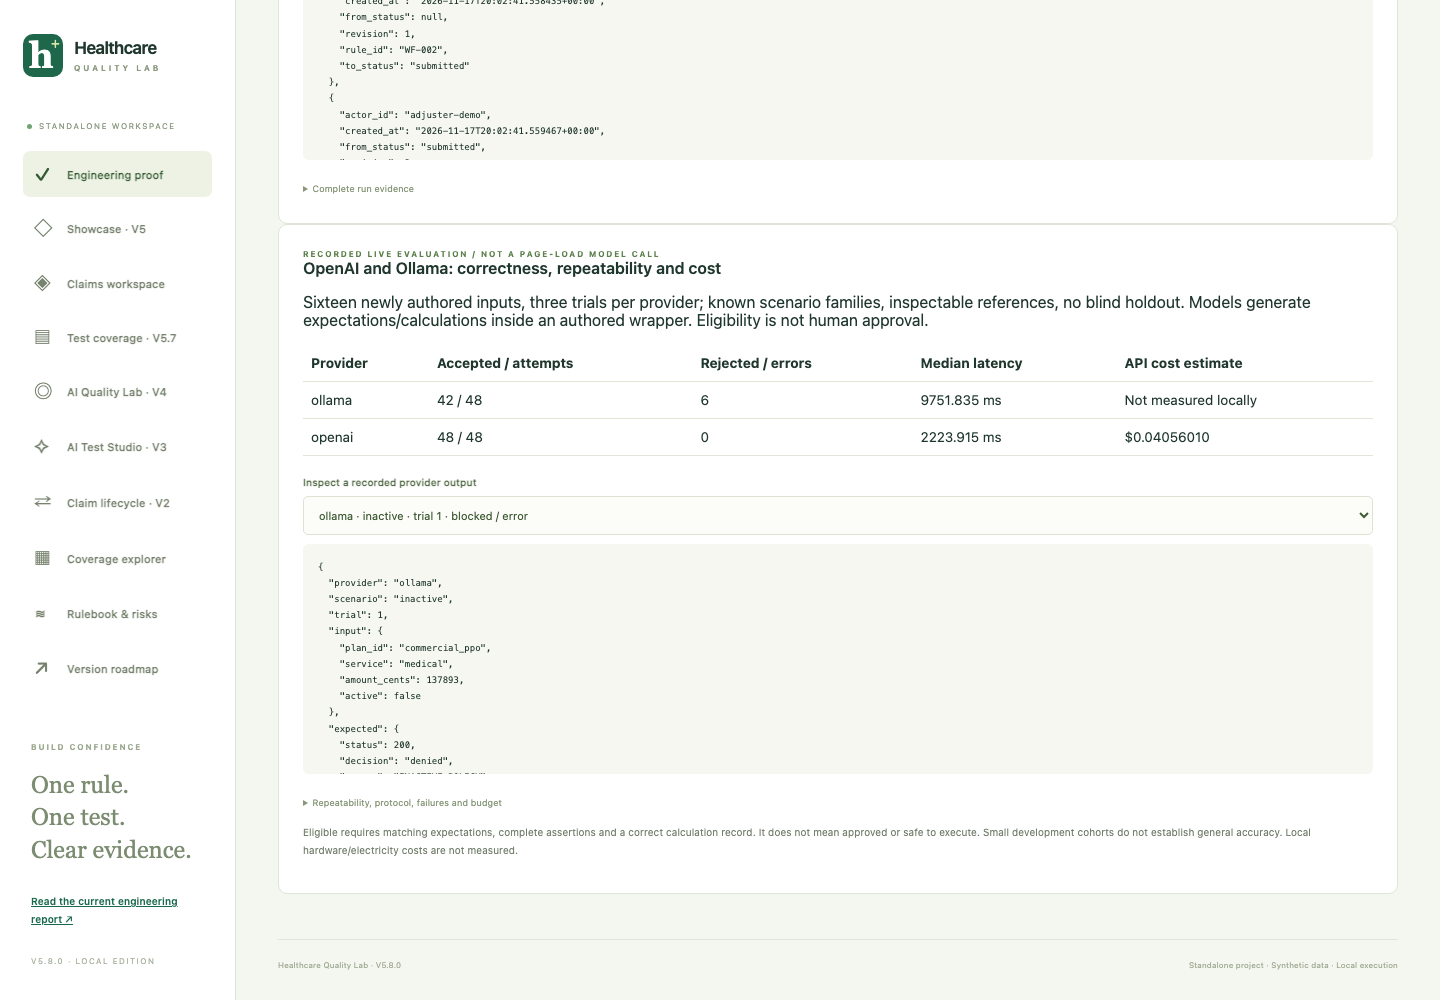 Healthcare
QUALITY LAB
STANDALONE WORKSPACE
Engineering proof
Showcase · V5
Claims workspace
Test coverage · V5.7
AI Quality Lab · V4
AI Test Studio · V3
Claim lifecycle · V2
Coverage explorer
Rulebook & risks
Version roadmap
BUILD CONFIDENCE
One rule.
One test.
Clear evidence.
Read the current engineering
report ↗
V5.8.0 · LOCAL EDITION
"created_at": "2026-11-17T20:02:41.558435+00:00",
"from_status": null,
"revision": 1,
"rule_id": "WF-002",
"to_status": "submitted"
},
{
"actor_id": "adjuster-demo",
"created_at": "2026-11-17T20:02:41.559467+00:00",
"from_status": "submitted",
Complete run evidence
RECORDED LIVE EVALUATION / NOT A PAGE-LOAD MODEL CALL
OpenAI and Ollama: correctness, repeatability and cost
Sixteen newly authored inputs, three trials per provider; known scenario families, inspectable references, no blind holdout. Models generate
expectations/calculations inside an authored wrapper. Eligibility is not human approval.
Provider Accepted / attempts Rejected / errors Median latency API cost estimate
ollama 42 / 48 6 9751.835 ms Not measured locally
openai 48 / 48 0 2223.915 ms $0.04056010
Inspect a recorded provider output
ollama · inactive · trial 1 · blocked / error
{
"provider": "ollama",
"scenario": "inactive",
"trial": 1,
"input": {
"plan_id": "commercial_ppo",
"service": "medical",
"amount_cents": 137893,
"active": false
},
"expected": {
"status": 200,
"decision": "denied",
Repeatability, protocol, failures and budget
Eligible requires matching expectations, complete assertions and a correct calculation record. It does not mean approved or safe to execute. Small development cohorts do not establish general accuracy. Local
hardware/electricity costs are not measured.
Healthcare Quality Lab · V5.8.0
Standalone project · Synthetic data · Local execution